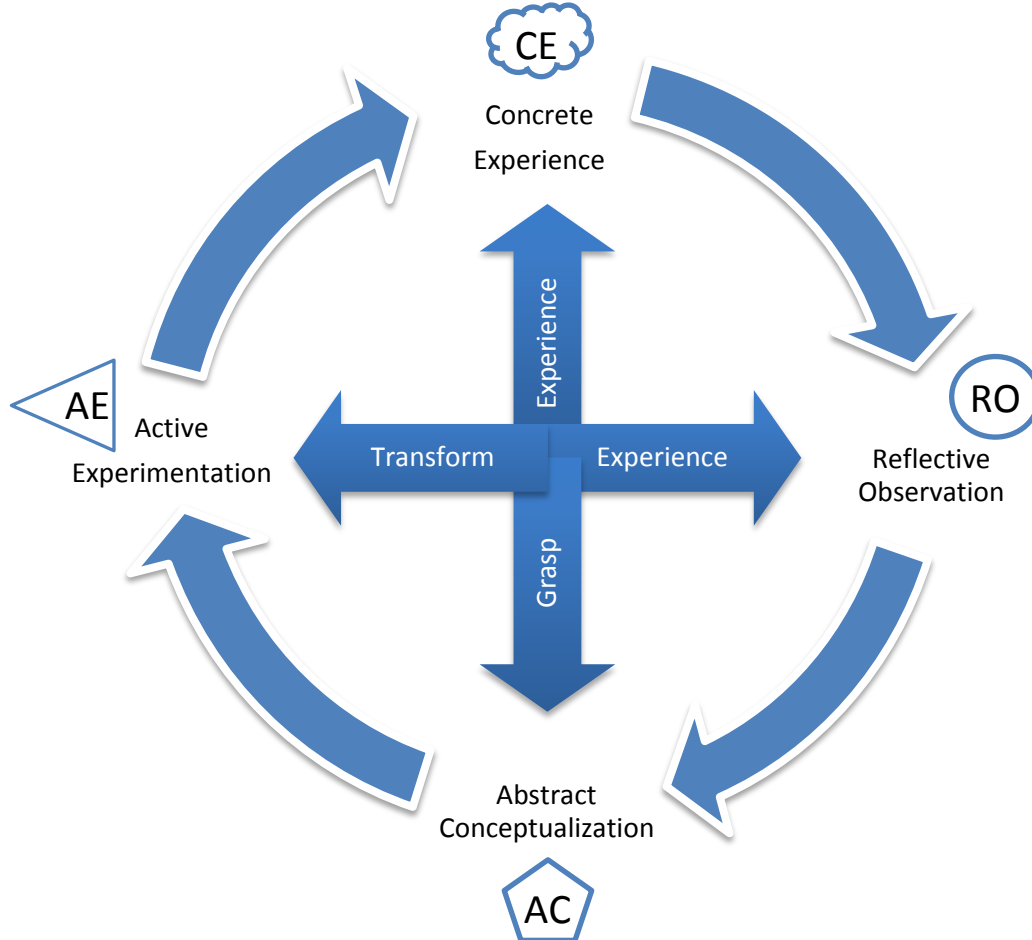 CE
Concrete
Experience
Experience
AE
Active
Experimentation
Transform
Experience
RO
Reflective
Observation
Grasp
Abstract
Conceptualization
AC